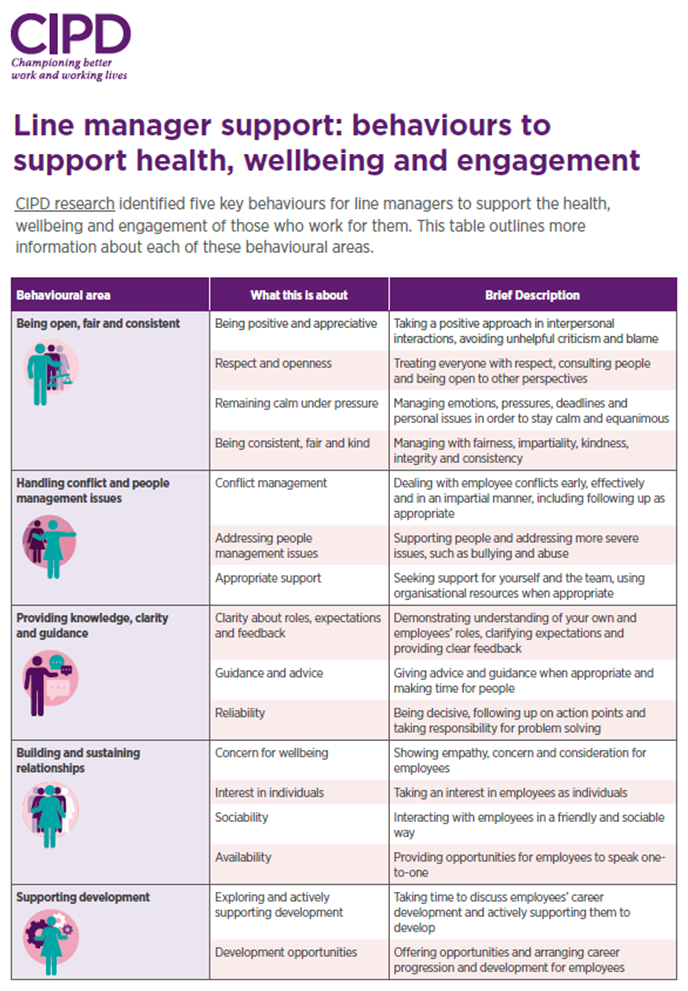 CIPD
Championing better
work and working lives
Line manager support: behaviours to
support health, wellbeing and engagement
CIPD research identified five key behaviours for line managers to support the health,
wellbeing and engagement of those who work for them. This table outlines more
information about each of these behavioural areas.
Behavioural area What this is about Brief Description
Being open, fair and consistent
Being positive and appreciative
Taking a positive approach in interpersonal
interactions, avoiding unhelpful criticism and blame
Respect and openness
Treating everyone with respect, consulting people
and being open to other perspectives
Remaining calm under pressure
Managing emotions, pressures, deadlines and
personal issues in order to stay calm and equanimous
Being consistent, fair and kind
Managing with fairness, impartiality, kindness,
integrity and consistency
Handling conflict and people
management issues
Conflict management
Dealing with employee conflicts early, effectively
and in an impartial manner, including following up as
appropriate
Addressing people
management issues
Supporting people and addressing more severe
issues, such as bullying and abuse
Appropriate support
Seeking support for yourself and the team, using
organisational resources when appropriate
Providing knowledge, clarity
and guidance
Clarity about roles, expectations
and feedback
Demonstrating understanding of your own and
employees' roles, clarifying expectations and
providing clear feedback
Guidance and advice
Giving advice and guidance when appropriate and
making time for people
Reliability
Being decisive, following up on action points and
taking responsibility for problem solving
Building and sustaining
relationships
Concern for wellbeing
Showing empathy, concern and consideration for
employees
Interest in individuals
Taking an interest in employees as individuals
Sociability
Interacting with employees in a friendly and sociable
way
Availability
Providing opportunities for employees to speak one-
to-one
Supporting development
Exploring and actively
supporting development
Taking time to discuss employees' career
development and actively supporting them to
develop
Development opportunities
Offering opportunities and arranging career
progression and development for employees